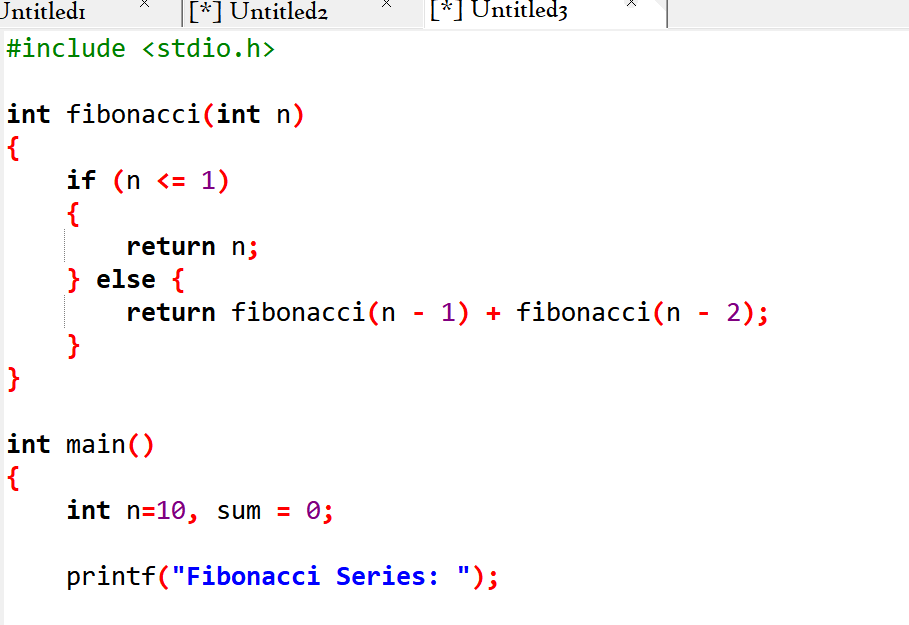 Untitled1 × [*] Untitled2 × [*] Untitled3 ×
#include <stdio.h>
int fibonacci(int n)
{
if (n <= 1)
{
return n;
} else {
return fibonacci(n - 1) + fibonacci(n - 2);
}
}
int main()
{
int n=10, sum = 0;
printf("Fibonacci Series: ");